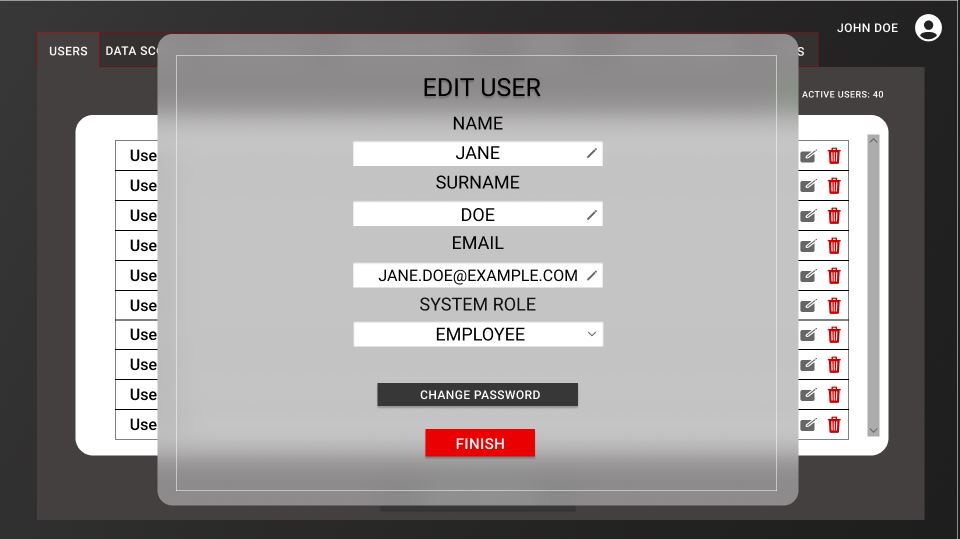 JOHN DOE
USERS
DATA SCO
S
ACTIVE USERS: 40
EDIT USER
NAME
JANE
SURNAME
DOE
EMAIL
JANE.DOE@EXAMPLE.COM
SYSTEM ROLE
EMPLOYEE
CHANGE PASSWORD
FINISH
Use
Use
Use
Use
Use
Use
Use
Use
Use
Use